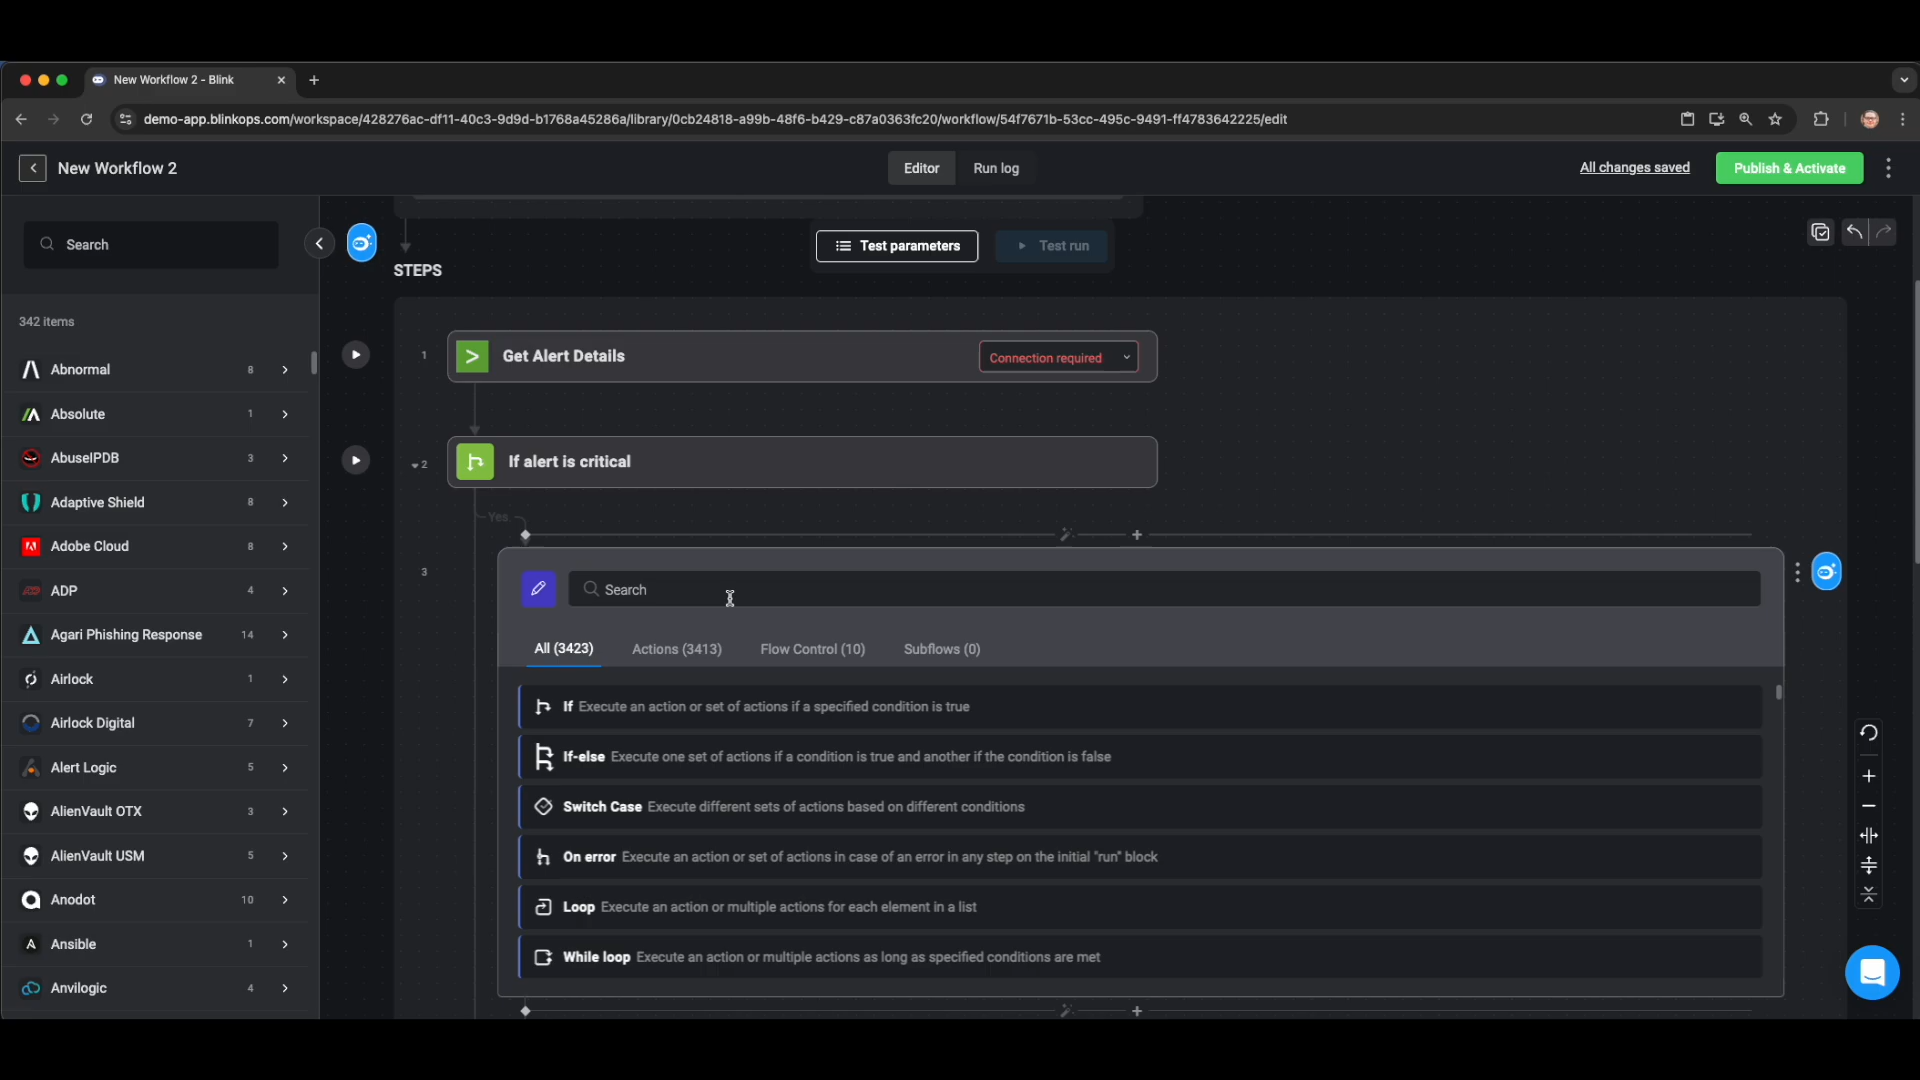 New Workflow 2 - Blink
demo-app.blinkops.com/workspace/428276ac-df11-40c3-9d9d-b1768a45286a/library/0cb24818-a99b-48f6-b429-c87a0363fc20/workflow/54f7671b-53cc-495c-9491-ff4783642225/edit
New Workflow 2
Editor
Run log
All changes saved
Publish & Activate
Search
Test parameters
Test run
STEPS
342 items
Abnormal 8
Absolute 1
AbuseIPDB 3
Adaptive Shield 8
Adobe Cloud 8
ADP 4
Agari Phishing Response 14
Airlock 1
Airlock Digital 7
Alert Logic 5
AlienVault OTX 3
AlienVault USM 5
Anodot 10
Ansible 1
Anvilogic 4
1 Get Alert Details Connection required
2 If alert is critical
Yes
3
Search
All (3423) Actions (3413) Flow Control (10) Subflows (0)
If Execute an action or set of actions if a specified condition is true
If-else Execute one set of actions if a condition is true and another if the condition is false
Switch Case Execute different sets of actions based on different conditions
On error Execute an action or set of actions in case of an error in any step on the initial "run" block
Loop Execute an action or multiple actions for each element in a list
While loop Execute an action or multiple actions as long as specified conditions are met